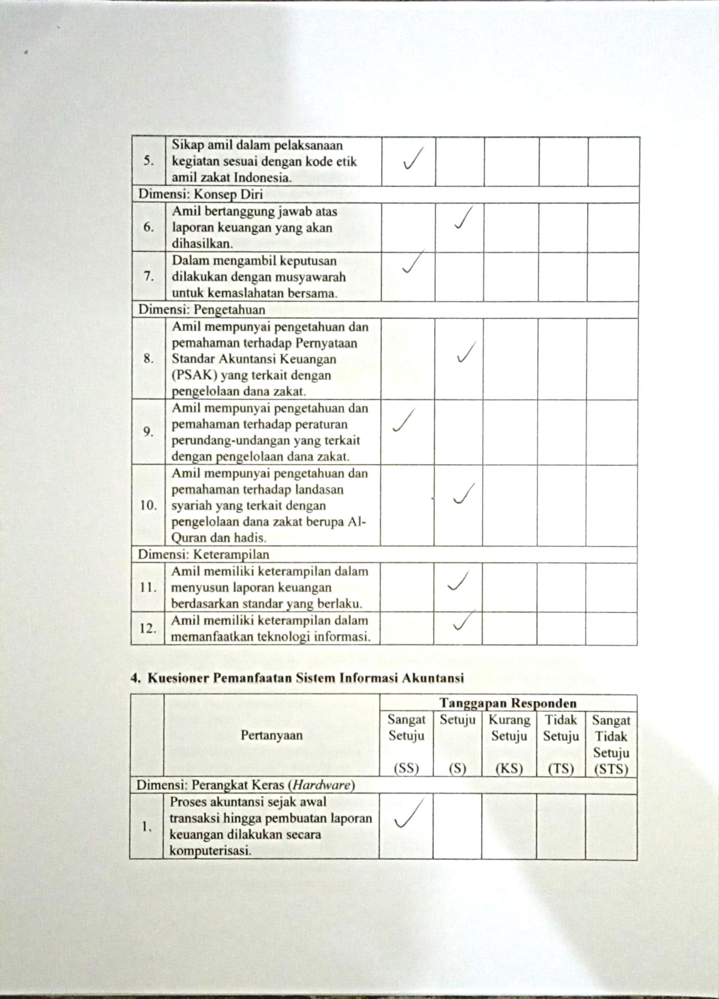 Sikap amil dalam pelaksanaan
5. kegiatan sesuai dengan kode etik ✓
amil zakat Indonesia.
Dimensi: Konsep Diri
Amil bertanggung jawab atas ✓
6. laporan keuangan yang akan
dihasilkan.
Dalam mengambil keputusan ✓
7. dilakukan dengan musyawarah
untuk kemaslahatan bersama.
Dimensi: Pengetahuan
Amil mempunyai pengetahuan dan
pemahaman terhadap Pernyataan
8. Standar Akuntansi Keuangan ✓
(PSAK) yang terkait dengan
pengelolaan dana zakat.
Amil mempunyai pengetahuan dan
9. pemahaman terhadap peraturan ✓
perundang-undangan yang terkait
dengan pengelolaan dana zakat.
Amil mempunyai pengetahuan dan
pemahaman terhadap landasan ✓
10. syariah yang terkait dengan
pengelolaan dana zakat berupa Al-
Quran dan hadis.
Dimensi: Keterampilan
Amil memiliki keterampilan dalam
11. menyusun laporan keuangan ✓
berdasarkan standar yang berlaku.
12. Amil memiliki keterampilan dalam ✓
memanfaatkan teknologi informasi.
4. Kuesioner Pemanfaatan Sistem Informasi Akuntansi
Tanggapan Responden
Pertanyaan
Sangat Setuju (SS)
Setuju (S)
Kurang Setuju (KS)
Tidak Setuju (TS)
Sangat Tidak Setuju (STS)
Dimensi: Perangkat Keras (Hardware)
Proses akuntansi sejak awal
1. transaksi hingga pembuatan laporan ✓
keuangan dilakukan secara
komputerisasi.